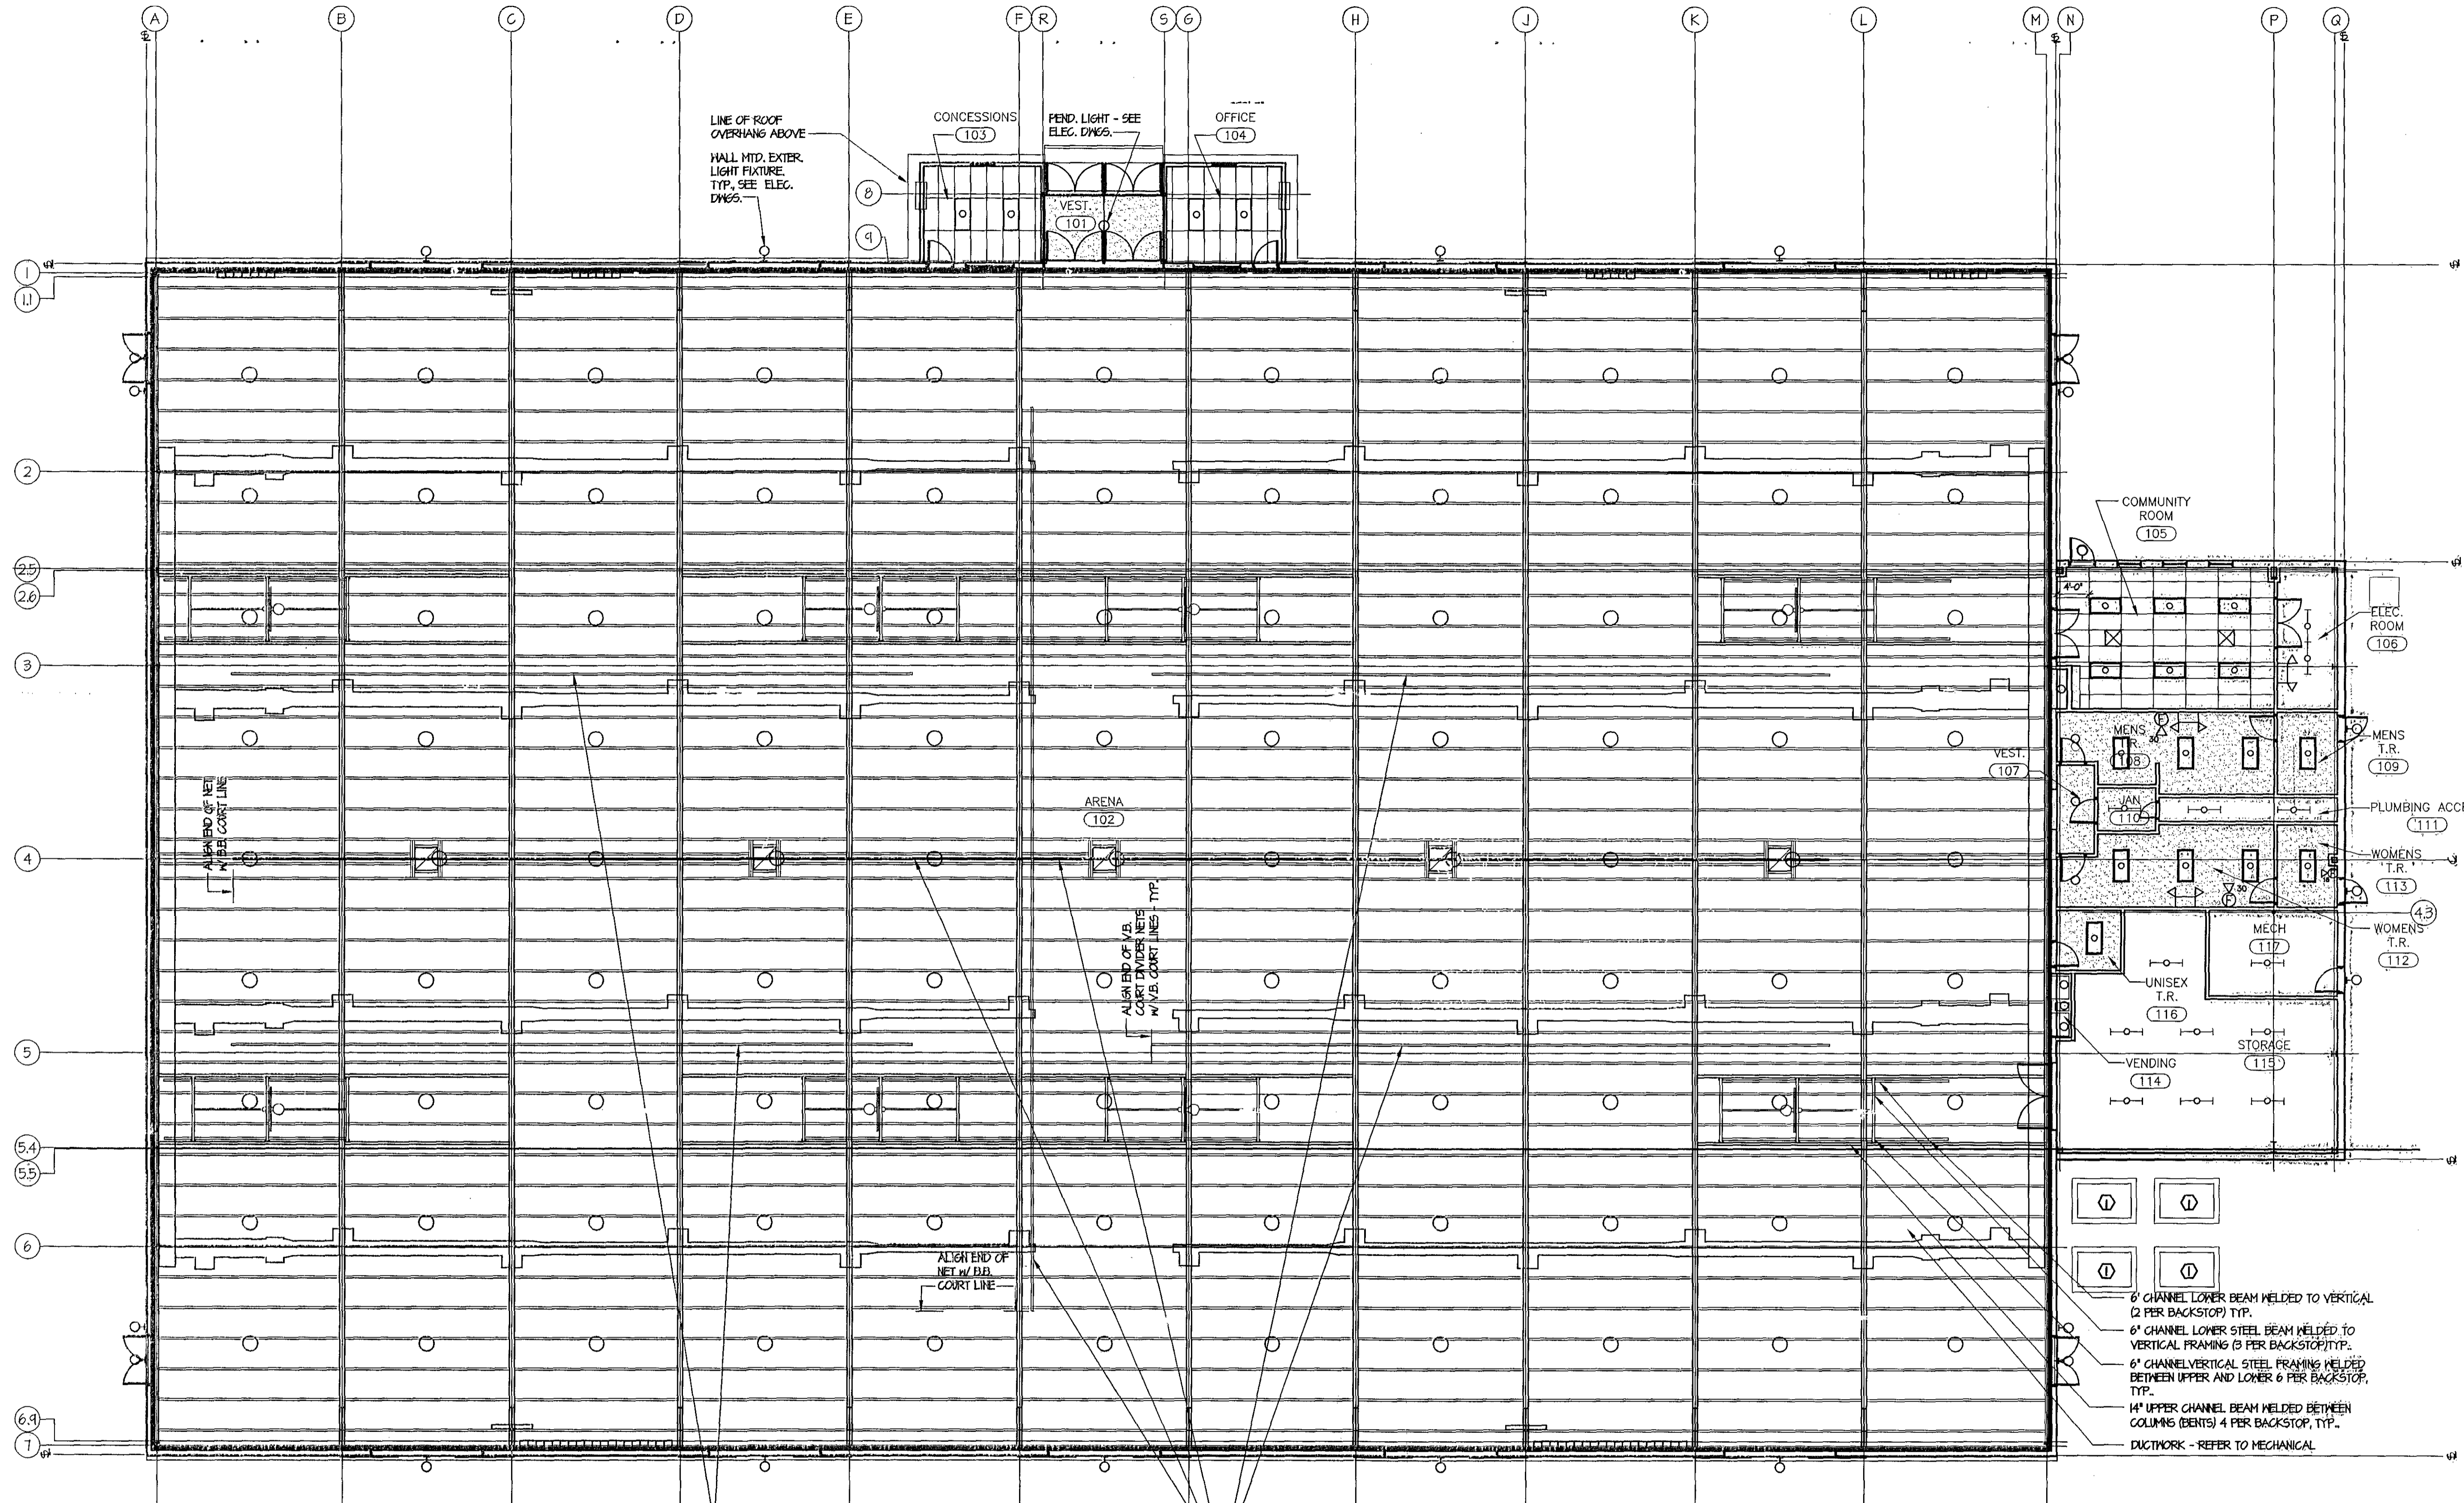 A
B
C
D
E
F
R
S
G
H
J
K
L
M
N
P
Q
LINE OF ROOF
OVERHANG ABOVE
WALL MTD. EXTER.
LIGHT FIXTURE.
TYP., SEE ELEC.
DWGS.
CONCESSIONS
103
PEND. LIGHT - SEE
ELEC. DWGS.
OFFICE
104
VEST.
101
8
9
1
1.1
2
2.5
2.6
3
4
5
5.4
5.5
6
6.9
7
COMMUNITY
ROOM
105
4'-0"
ELEC.
ROOM
106
MENS
T.R.
108
30
MENS
T.R.
109
VEST.
107
JAN
110
PLUMBING ACCE
111
WOMENS
T.R.
113
30
4.3
WOMENS
T.R.
112
MECH
117
UNISEX
T.R.
116
STORAGE
115
VENDING
114
ARENA
102
ALIGN END OF NET
W/ B.B. COURT LINE
ALIGN END OF V.B.
COURT DIVIDER NETS
W/ V.B. COURT LINES - TYP.
ALIGN END OF
NET W/ B.B.
COURT LINE
6" CHANNEL LOWER BEAM WELDED TO VERTICAL
(2 PER BACKSTOP) TYP.
6" CHANNEL LOWER STEEL BEAM WELDED TO
VERTICAL FRAMING (3 PER BACKSTOP)TYP..
6" CHANNELVERTICAL STEEL FRAMING WELDED
BETWEEN UPPER AND LOWER 6 PER BACKSTOP,
TYP..
14" UPPER CHANNEL BEAM WELDED BETWEEN
COLUMNS (BENTS) 4 PER BACKSTOP, TYP..
DUCTWORK - REFER TO MECHANICAL